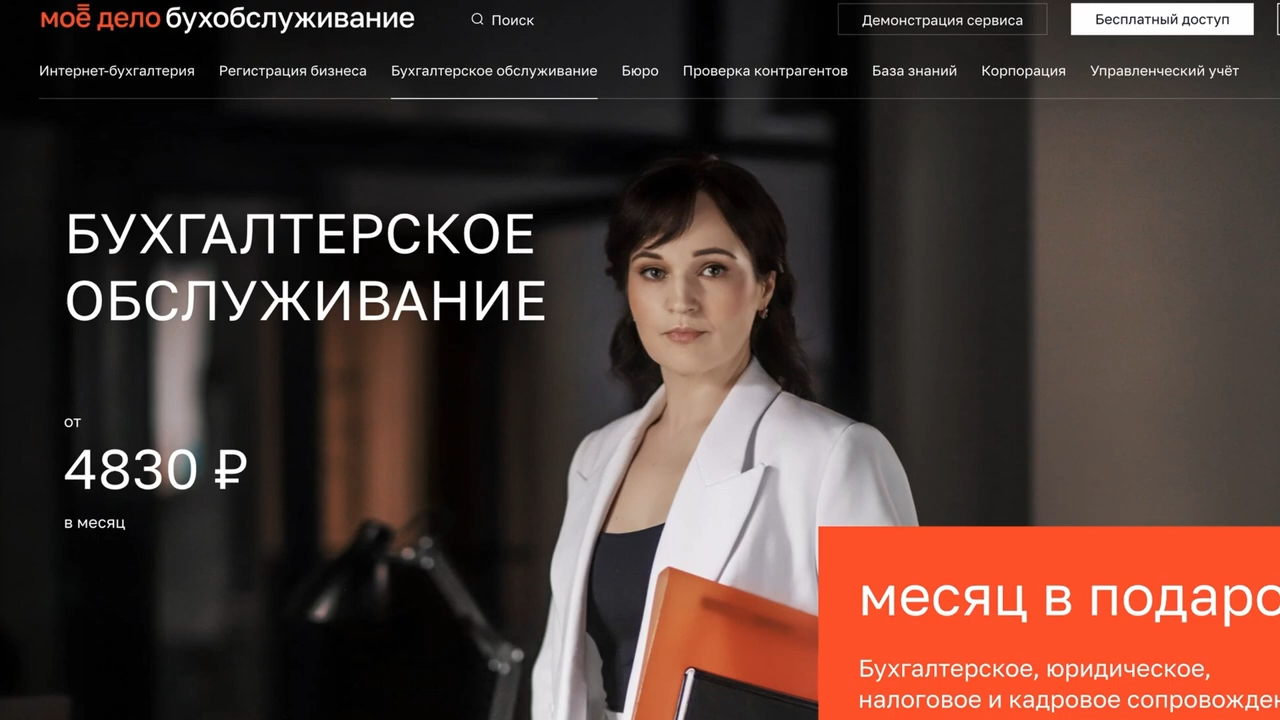 моё дело бухобслуживание
Поиск
Демонстрация сервиса
Бесплатный доступ
Интернет-бухгалтерия Регистрация бизнеса Бухгалтерское обслуживание Бюро Проверка контрагентов База знаний Корпорация Управленческий учёт
БУХГАЛТЕРСКОЕ
ОБСЛУЖИВАНИЕ
от
4830 ₽
в месяц
месяц в подаро
Бухгалтерское, юридическое,
налоговое и кадровое сопровожден